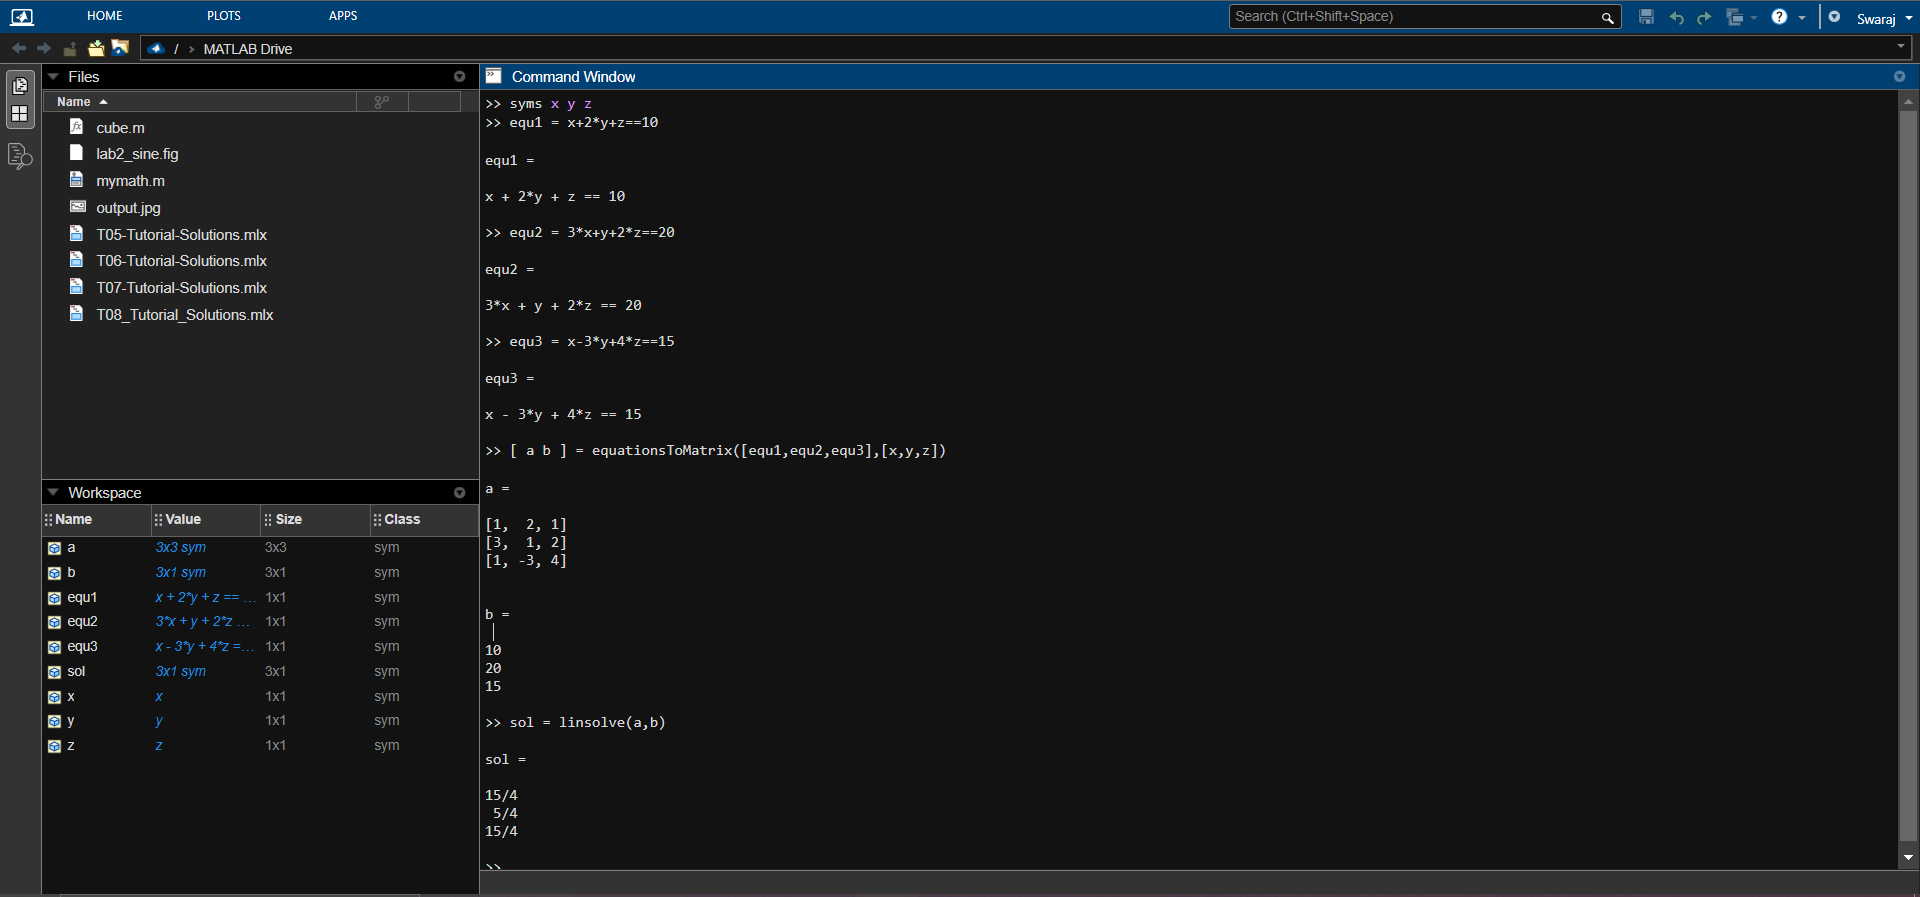 HOME PLOTS APPS Search (Ctrl+Shift+Space) Swaraj
/ > MATLAB Drive
Files
Name
cube.m
lab2_sine.fig
mymath.m
output.jpg
T05-Tutorial-Solutions.mlx
T06-Tutorial-Solutions.mlx
T07-Tutorial-Solutions.mlx
T08_Tutorial_Solutions.mlx
Workspace
Name Value Size Class
a 3x3 sym 3x3 sym
b 3x1 sym 3x1 sym
equ1 x + 2*y + z == ... 1x1 sym
equ2 3*x + y + 2*z ... 1x1 sym
equ3 x - 3*y + 4*z =... 1x1 sym
sol 3x1 sym 3x1 sym
x x 1x1 sym
y y 1x1 sym
z z 1x1 sym
Command Window
>> syms x y z
>> equ1 = x+2*y+z==10
equ1 =
x + 2*y + z == 10
>> equ2 = 3*x+y+2*z==20
equ2 =
3*x + y + 2*z == 20
>> equ3 = x-3*y+4*z==15
equ3 =
x - 3*y + 4*z == 15
>> [ a b ] = equationsToMatrix([equ1,equ2,equ3],[x,y,z])
a =
[1,  2, 1]
[3,  1, 2]
[1, -3, 4]
b =
10
20
15
>> sol = linsolve(a,b)
sol =
15/4
5/4
15/4
>>